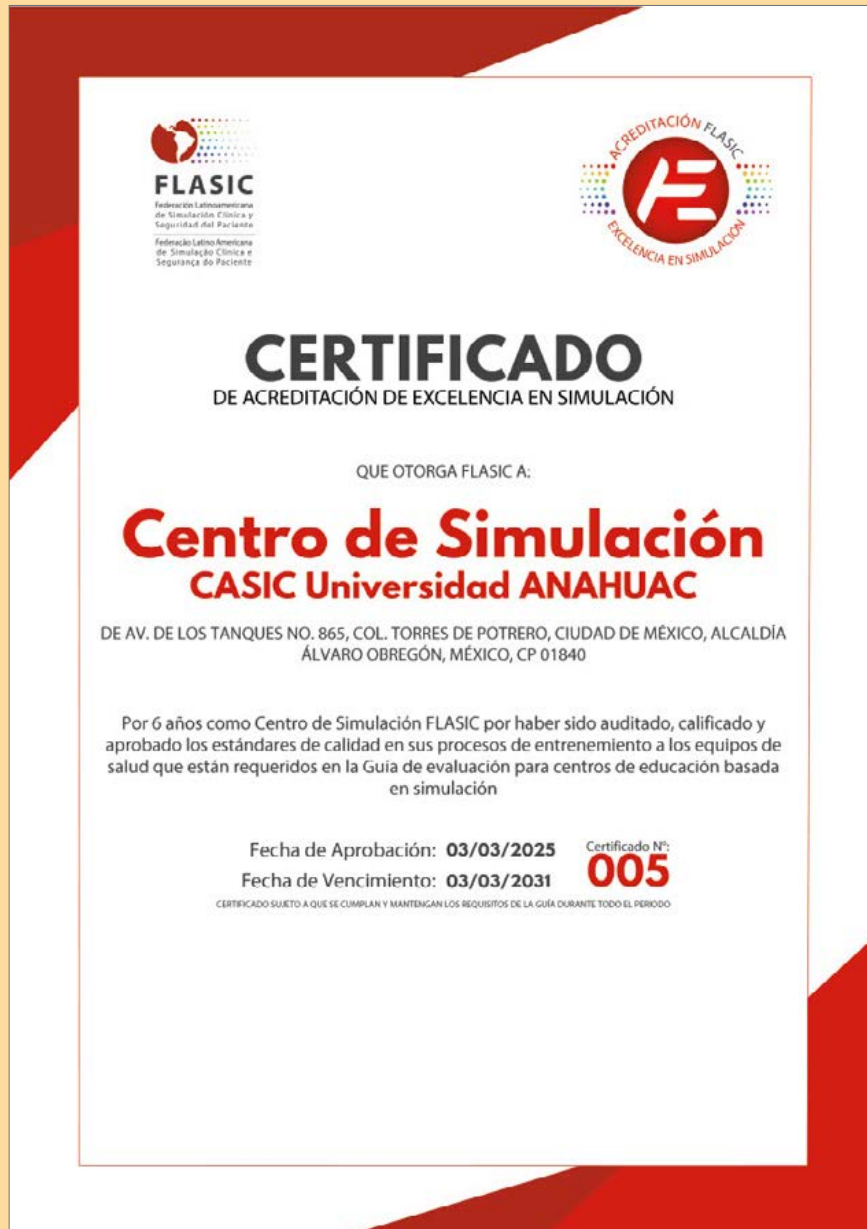 FLASIC
Federación Latinoamericana
de Simulación Clínica y
Seguridad del Paciente
Federação Latino Americana
de Simulação Clínica e
Segurança do Paciente
ACREDITACIÓN FLASIC
AE
EXCELENCIA EN SIMULACIÓN
CERTIFICADO
DE ACREDITACIÓN DE EXCELENCIA EN SIMULACIÓN
QUE OTORGA FLASIC A:
Centro de Simulación
CASIC Universidad ANAHUAC
DE AV. DE LOS TANQUES NO. 865, COL. TORRES DE POTRERO, CIUDAD DE MÉXICO, ALCALDÍA
ÁLVARO OBREGÓN, MÉXICO, CP 01840
Por 6 años como Centro de Simulación FLASIC por haber sido auditado, calificado y
aprobado los estándares de calidad en sus procesos de entrenemiento a los equipos de
salud que están requeridos en la Guía de evaluación para centros de educación basada
en simulación
Fecha de Aprobación: 03/03/2025
Fecha de Vencimiento: 03/03/2031
Certificado N°:
005
CERTIFICADO SUJETO A QUE SE CUMPLAN Y MANTENGAN LOS REQUISITOS DE LA GUÍA DURANTE TODO EL PERIODO